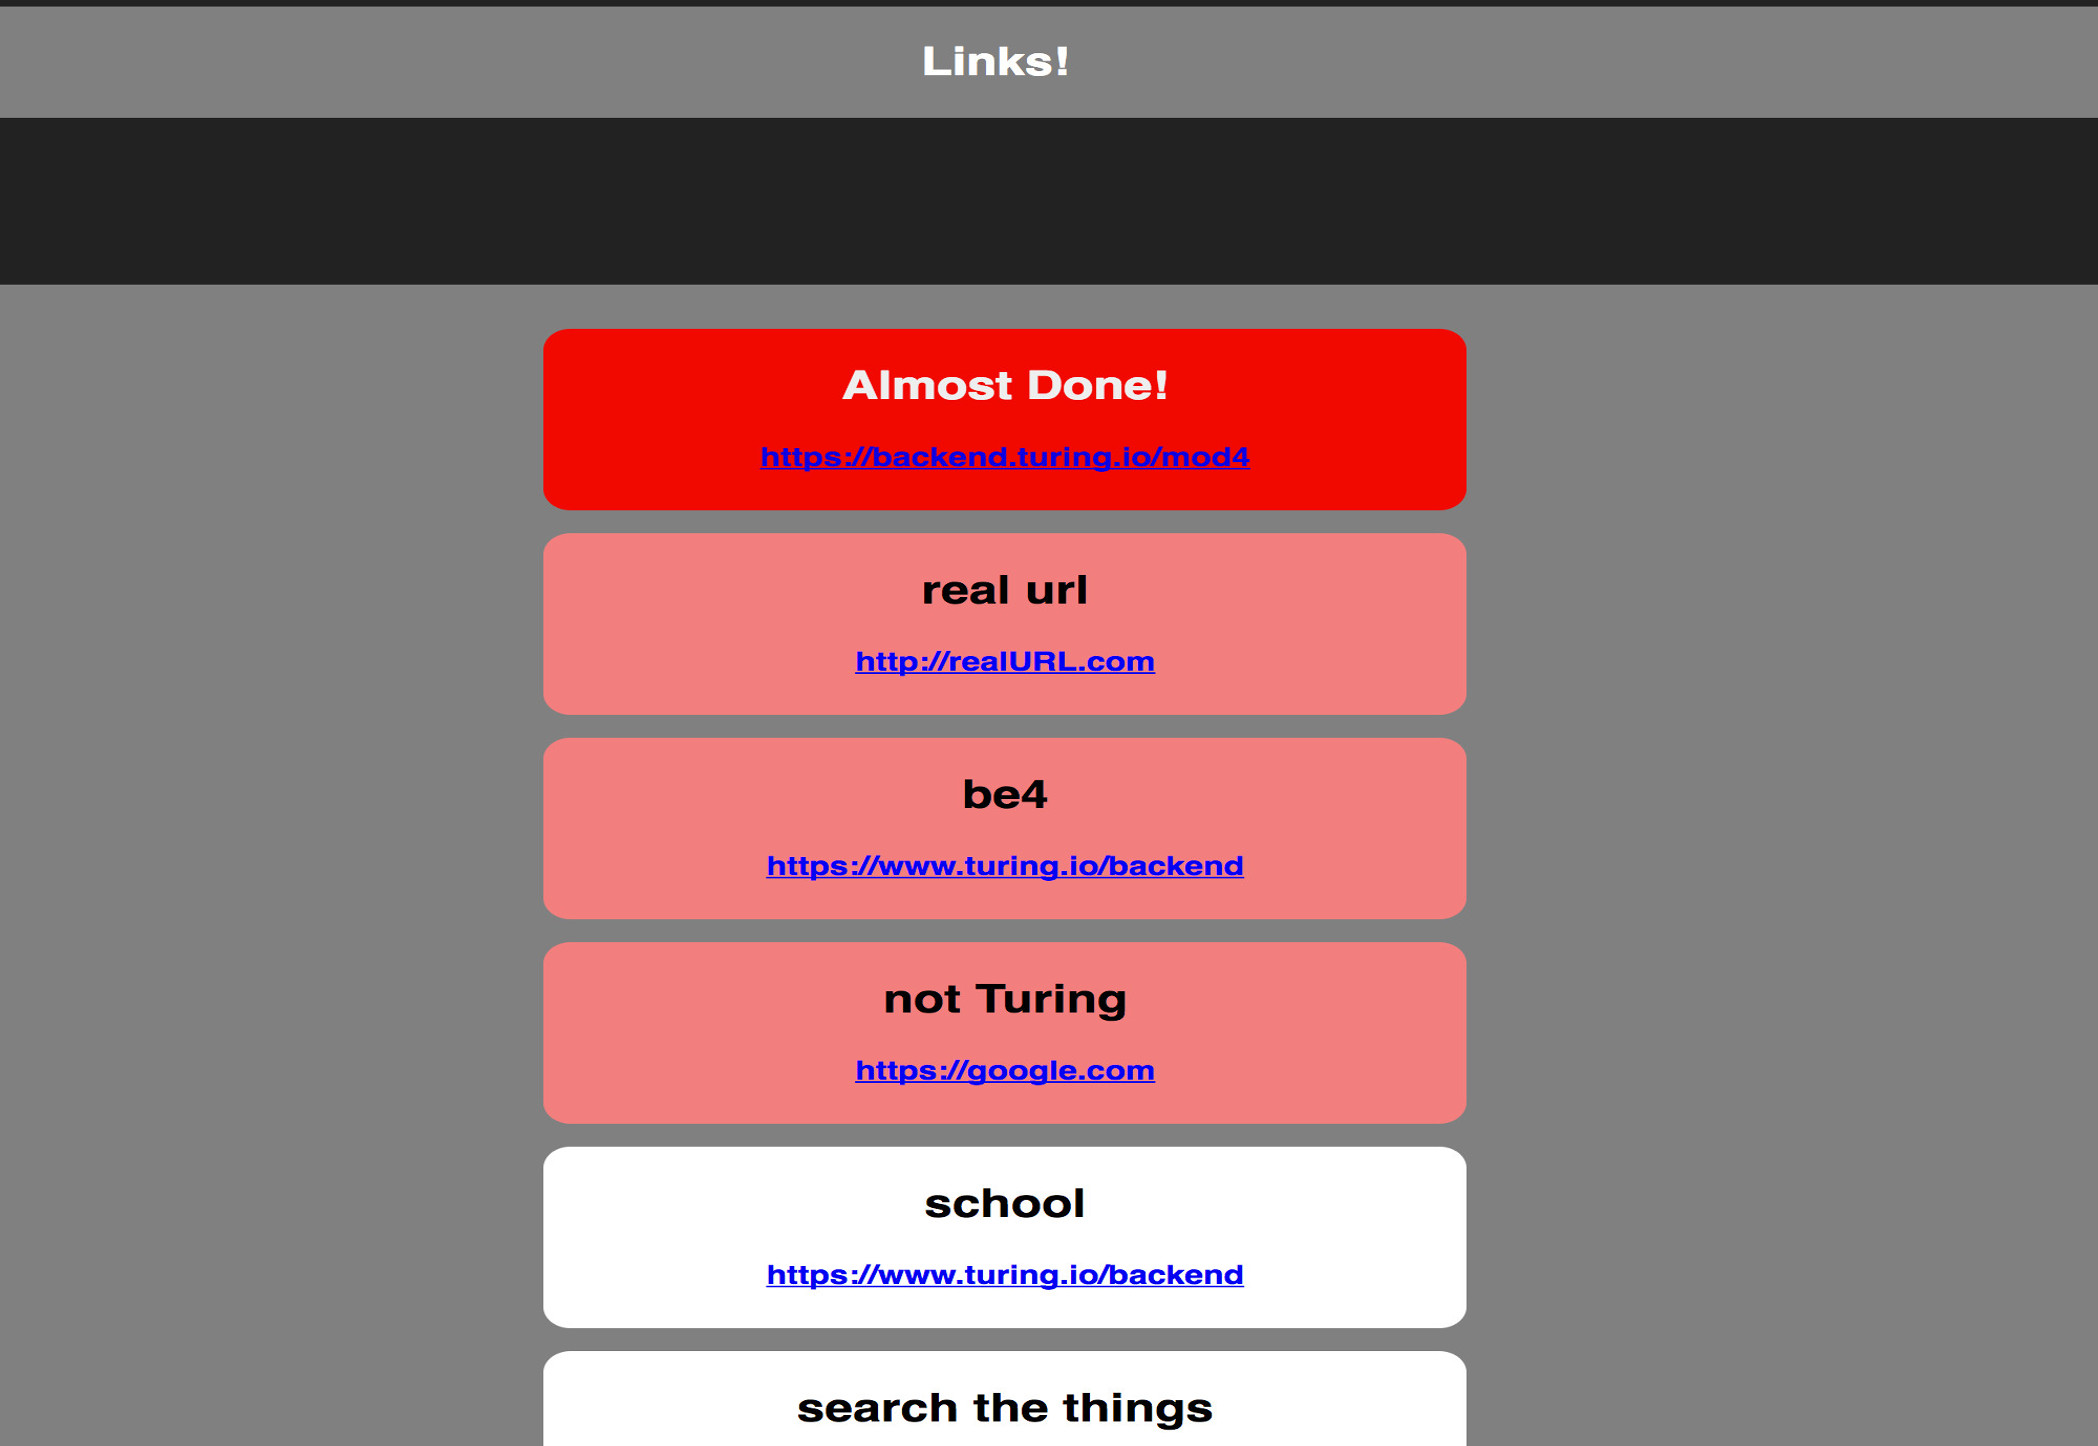 Links!
Almost Done!
https://backend.turing.io/mod4
real url
http://realURL.com
be4
https://www.turing.io/backend
not Turing
https://google.com
school
https://www.turing.io/backend
search the things